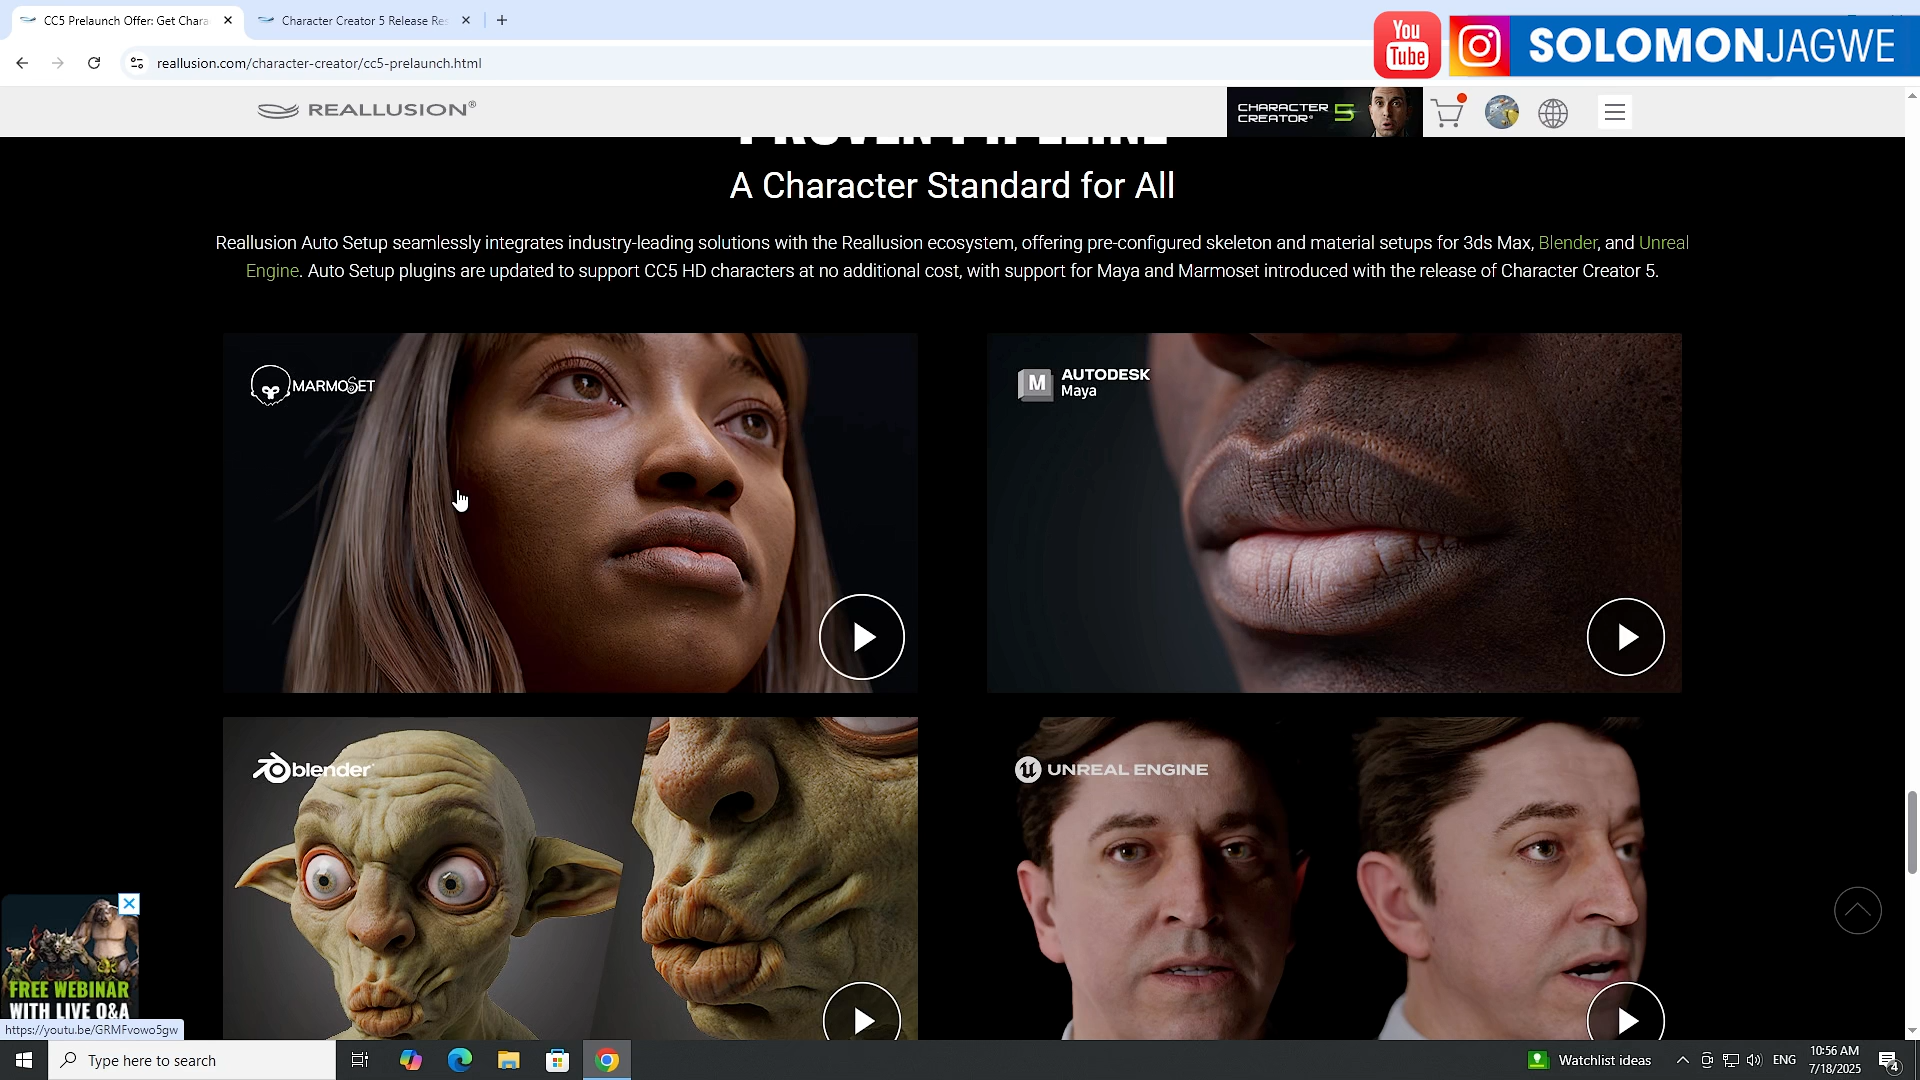 CC5 Prelaunch Offer: Get Chara
Character Creator 5 Release Re
You
Tube
SOLOMONJAGWE
reallusion.com/character-creator/cc5-prelaunch.html
REALLUSION®
CHARACTER
CREATOR® 5
PROVEN PIPELINE
A Character Standard for All
Reallusion Auto Setup seamlessly integrates industry-leading solutions with the Reallusion ecosystem, offering pre-configured skeleton and material setups for 3ds Max, Blender, and Unreal
Engine. Auto Setup plugins are updated to support CC5 HD characters at no additional cost, with support for Maya and Marmoset introduced with the release of Character Creator 5.
MARMOSET
M AUTODESK
Maya
blender
UNREAL ENGINE
FREE WEBINAR
WITH LIVE Q&A
https://youtu.be/GRMFvowo5gw
Type here to search
Watchlist ideas
ENG
10:56 AM
7/18/2025
4